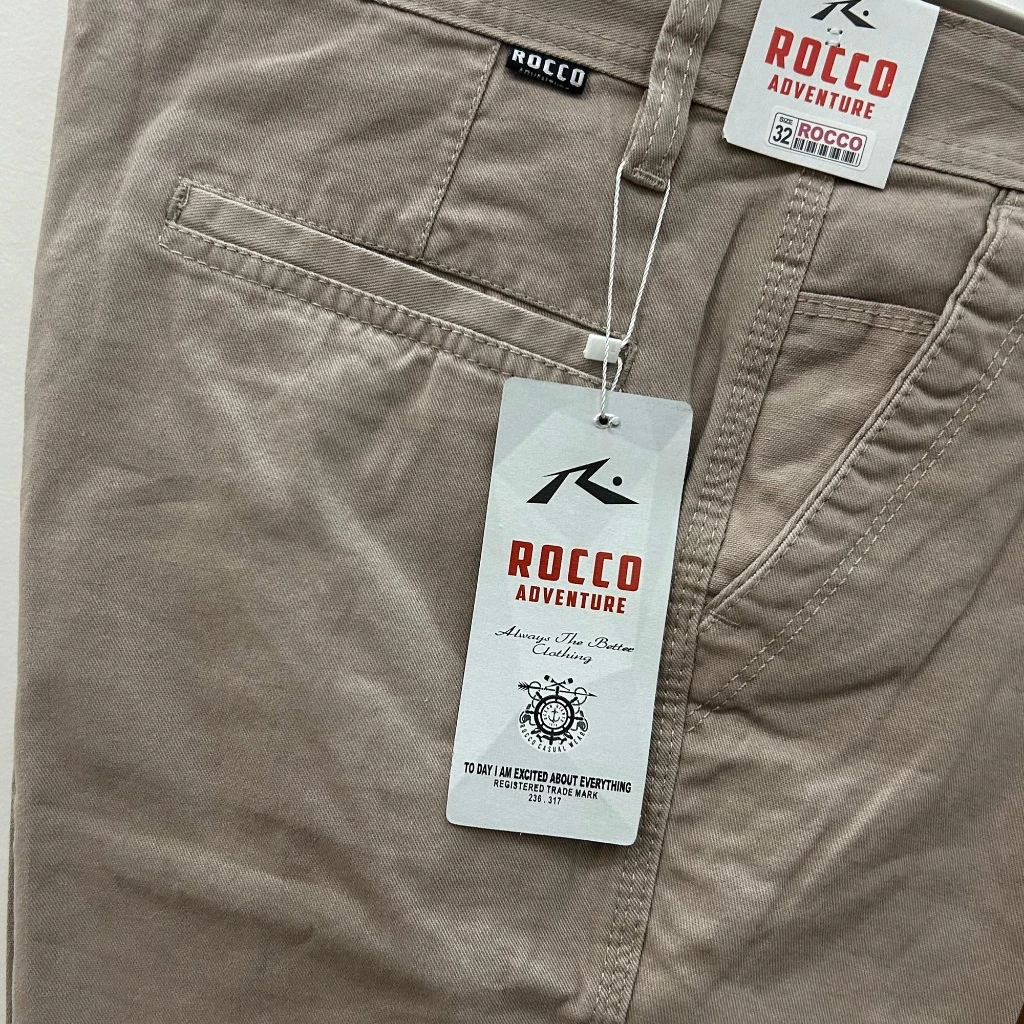 ROCCO
ROCCO
ADVENTURE
SIZE
32
ROCCO
ROCCO
ADVENTURE
Always The Better
Clothing
ROCCO CASUAL WEAR
TO DAY I AM EXCITED ABOUT EVERYTHING
REGISTERED TRADE MARK
236 . 317